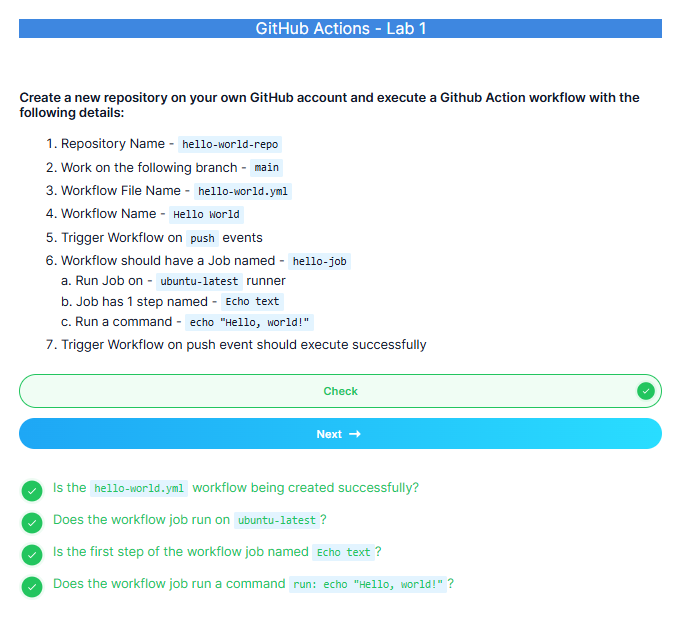 GitHub Actions - Lab 1
Create a new repository on your own GitHub account and execute a Github Action workflow with the
following details:
1. Repository Name - hello-world-repo
2. Work on the following branch - main
3. Workflow File Name - hello-world.yml
4. Workflow Name - Hello World
5. Trigger Workflow on push events
6. Workflow should have a Job named - hello-job
a. Run Job on - ubuntu-latest runner
b. Job has 1 step named - Echo text
c. Run a command - echo "Hello, world!"
7. Trigger Workflow on push event should execute successfully
Check
Next →
Is the hello-world.yml workflow being created successfully?
Does the workflow job run on ubuntu-latest?
Is the first step of the workflow job named Echo text?
Does the workflow job run a command run: echo "Hello, world!"?